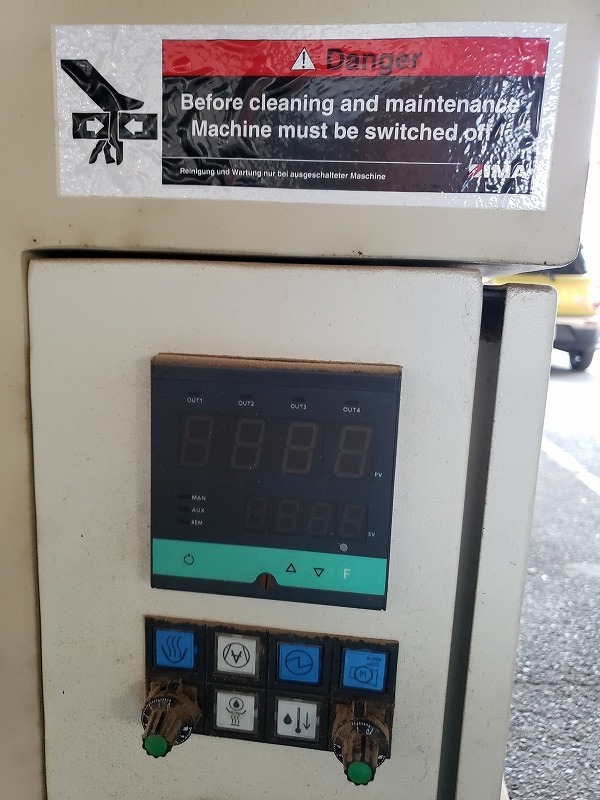 Danger
Before cleaning and maintenance
Machine must be switched off !
Reinigung und Wartung nur bei ausgeschalteter Maschine
IMA
OUT1 OUT2 OUT3 OUT4
PV
MAN
AUX
REM
SV
F
M